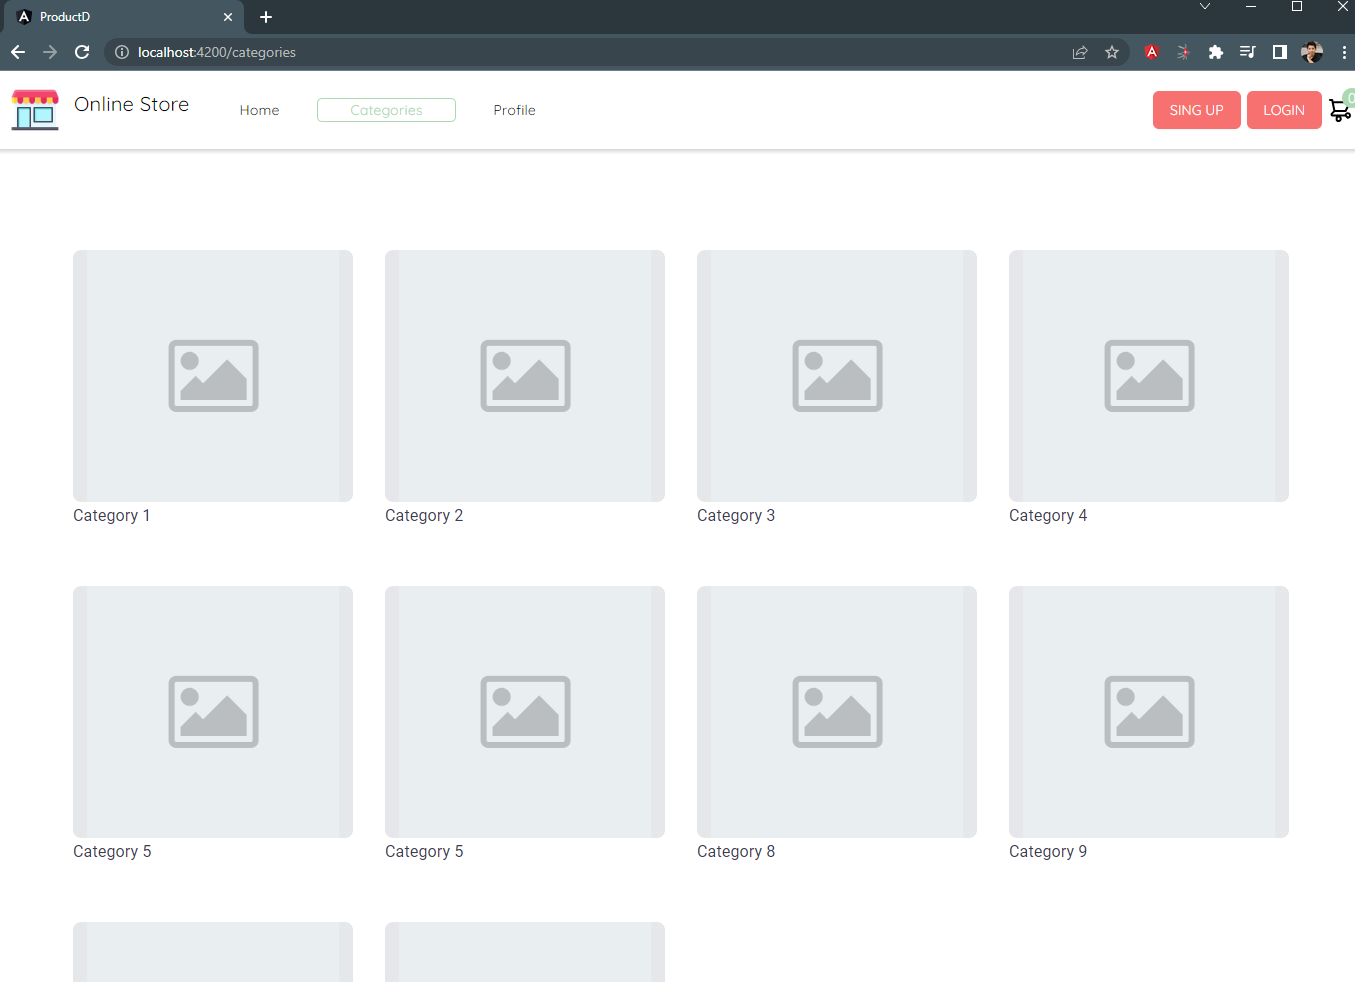 ProductD
localhost:4200/categories
Online Store
Home
Categories
Profile
SING UP
LOGIN
0
Category 1
Category 2
Category 3
Category 4
Category 5
Category 5
Category 8
Category 9